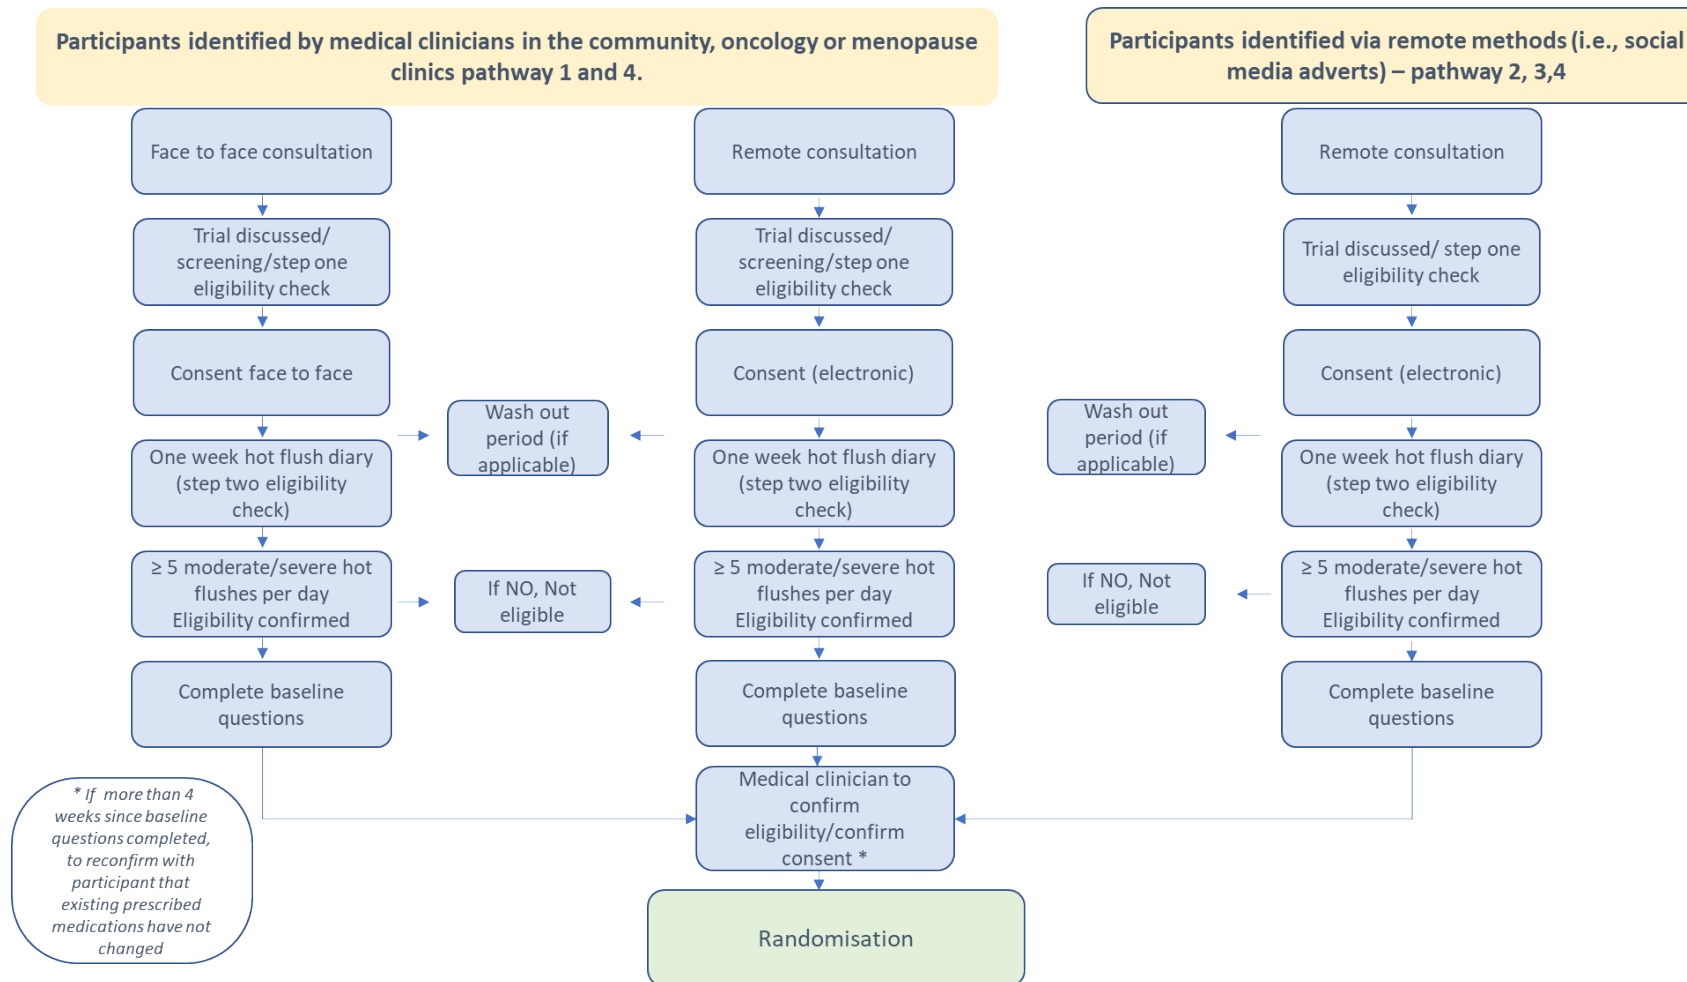 Participants identified by medical clinicians in the community, oncology or menopause
clinics pathway 1 and 4.
Participants identified via remote methods (i.e., social
media adverts) – pathway 2, 3,4
Face to face consultation
Trial discussed/
screening/step one
eligibility check
Consent face to face
One week hot flush diary
(step two eligibility
check)
≥ 5 moderate/severe hot
flushes per day
Eligibility confirmed
Complete baseline
questions
Wash out
period (if
applicable)
If NO, Not
eligible
Remote consultation
Trial discussed/
screening/step one
eligibility check
Consent (electronic)
One week hot flush diary
(step two eligibility
check)
≥ 5 moderate/severe hot
flushes per day
Eligibility confirmed
Complete baseline
questions
Remote consultation
Trial discussed/ step one
eligibility check
Consent (electronic)
Wash out
period (if
applicable)
One week hot flush diary
(step two eligibility
check)
≥ 5 moderate/severe hot
flushes per day
Eligibility confirmed
If NO, Not
eligible
Complete baseline
questions
Medical clinician to
confirm
eligibility/confirm
consent *
Randomisation
* If more than 4
weeks since baseline
questions completed,
to reconfirm with
participant that
existing prescribed
medications have not
changed